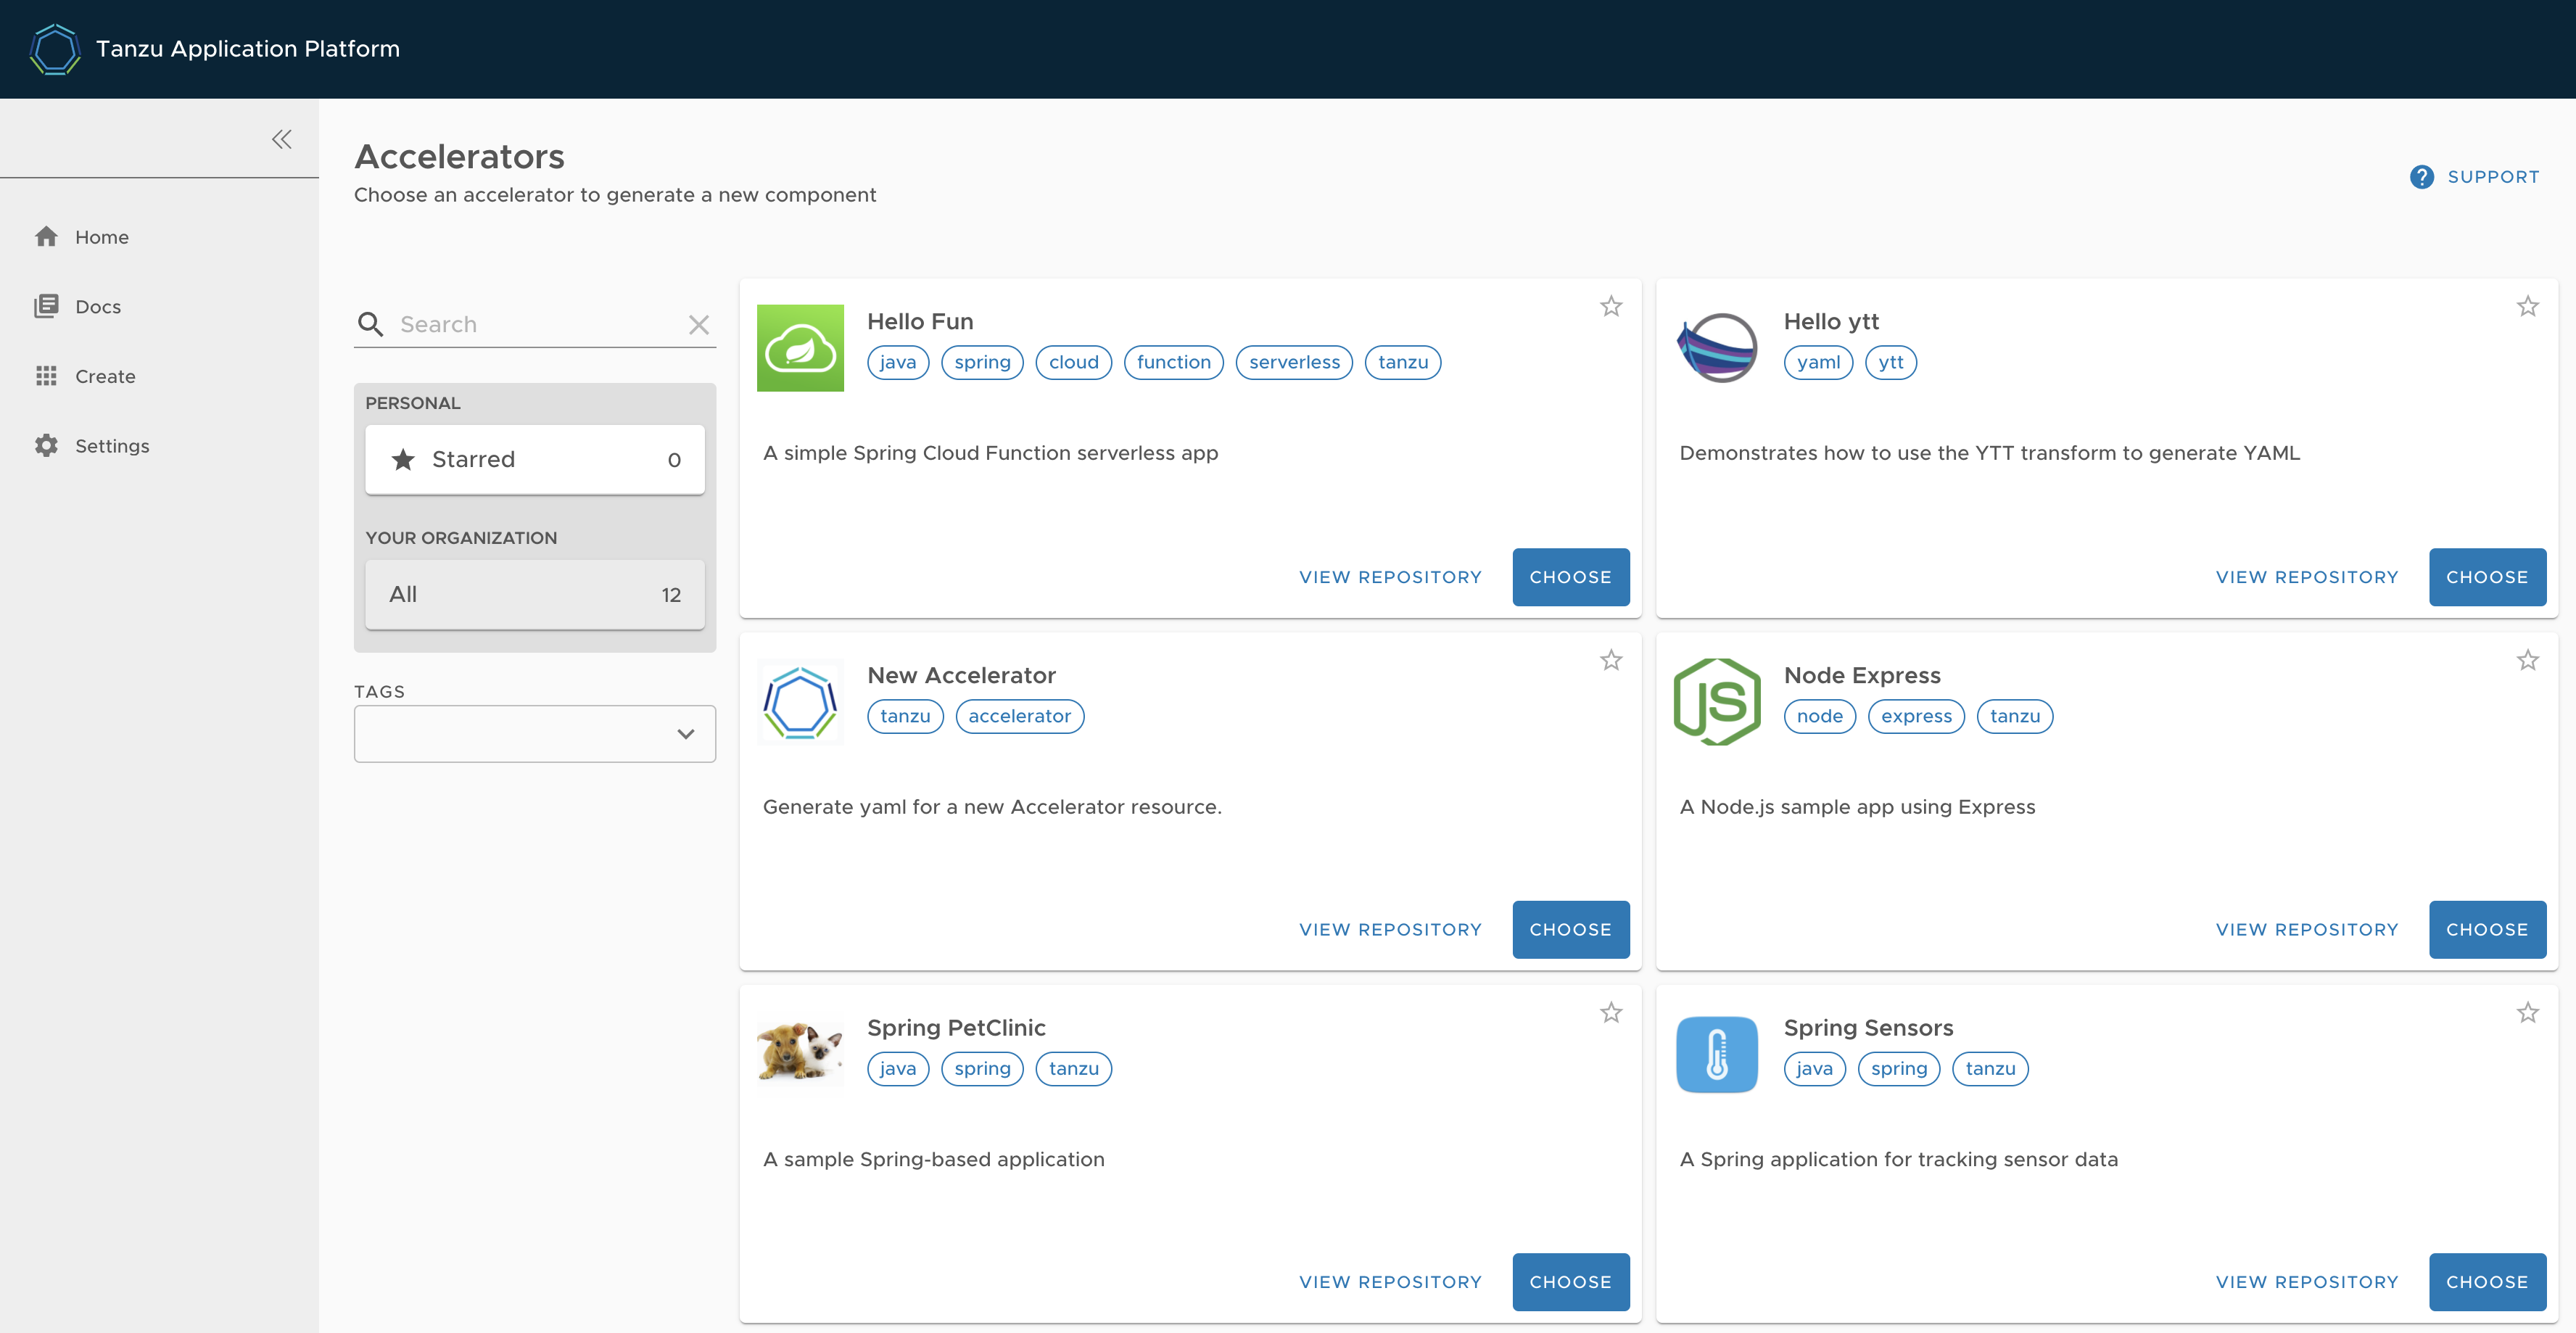 Tanzu Application Platform
Home
Docs
Create
Settings
Accelerators
Choose an accelerator to generate a new component
SUPPORT
Search
PERSONAL
Starred 0
YOUR ORGANIZATION
All 12
TAGS
Hello Fun
java spring cloud function serverless tanzu
A simple Spring Cloud Function serverless app
VIEW REPOSITORY CHOOSE
Hello ytt
yaml ytt
Demonstrates how to use the YTT transform to generate YAML
VIEW REPOSITORY CHOOSE
New Accelerator
tanzu accelerator
Generate yaml for a new Accelerator resource.
VIEW REPOSITORY CHOOSE
Node Express
node express tanzu
A Node.js sample app using Express
VIEW REPOSITORY CHOOSE
Spring PetClinic
java spring tanzu
A sample Spring-based application
VIEW REPOSITORY CHOOSE
Spring Sensors
java spring tanzu
A Spring application for tracking sensor data
VIEW REPOSITORY CHOOSE